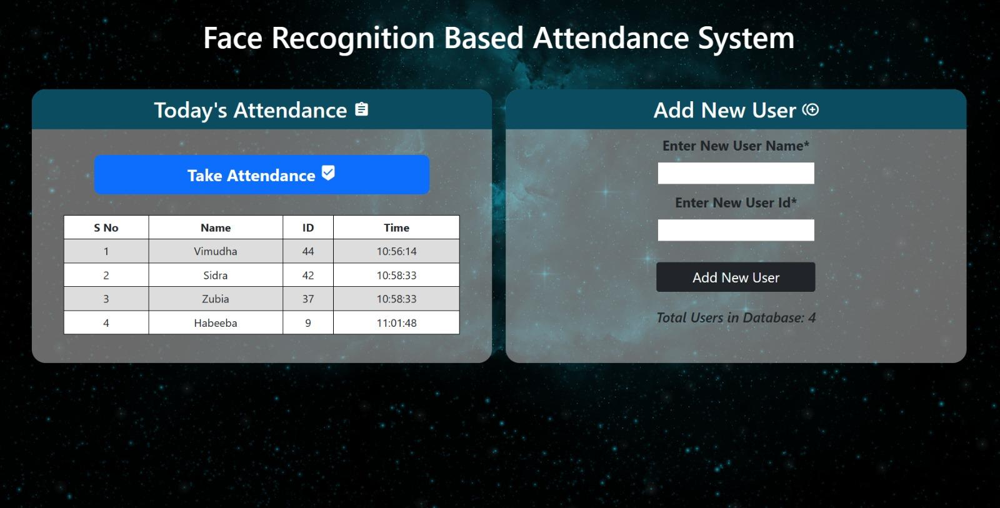 Face Recognition Based Attendance System
Today's Attendance
Take Attendance
S No Name ID Time
1 Vimudha 44 10:56:14
2 Sidra 42 10:58:33
3 Zubia 37 10:58:33
4 Habeeba 9 11:01:48
Add New User
Enter New User Name*
Enter New User Id*
Add New User
Total Users in Database: 4